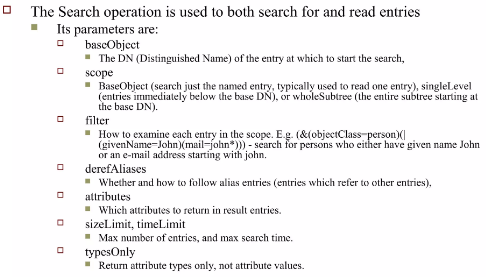 The Search operation is used to both search for and read entries
Its parameters are:
baseObject
The DN (Distinguished Name) of the entry at which to start the search,
scope
BaseObject (search just the named entry, typically used to read one entry), singleLevel
(entries immediately below the base DN), or wholeSubtree (the entire subtree starting at
the base DN).
filter
How to examine each entry in the scope. E.g. (&(objectClass=person)(|
(givenName=John)(mail=john*))) - search for persons who either have given name John
or an e-mail address starting with john.
derefAliases
Whether and how to follow alias entries (entries which refer to other entries),
attributes
Which attributes to return in result entries.
sizeLimit, timeLimit
Max number of entries, and max search time.
typesOnly
Return attribute types only, not attribute values.